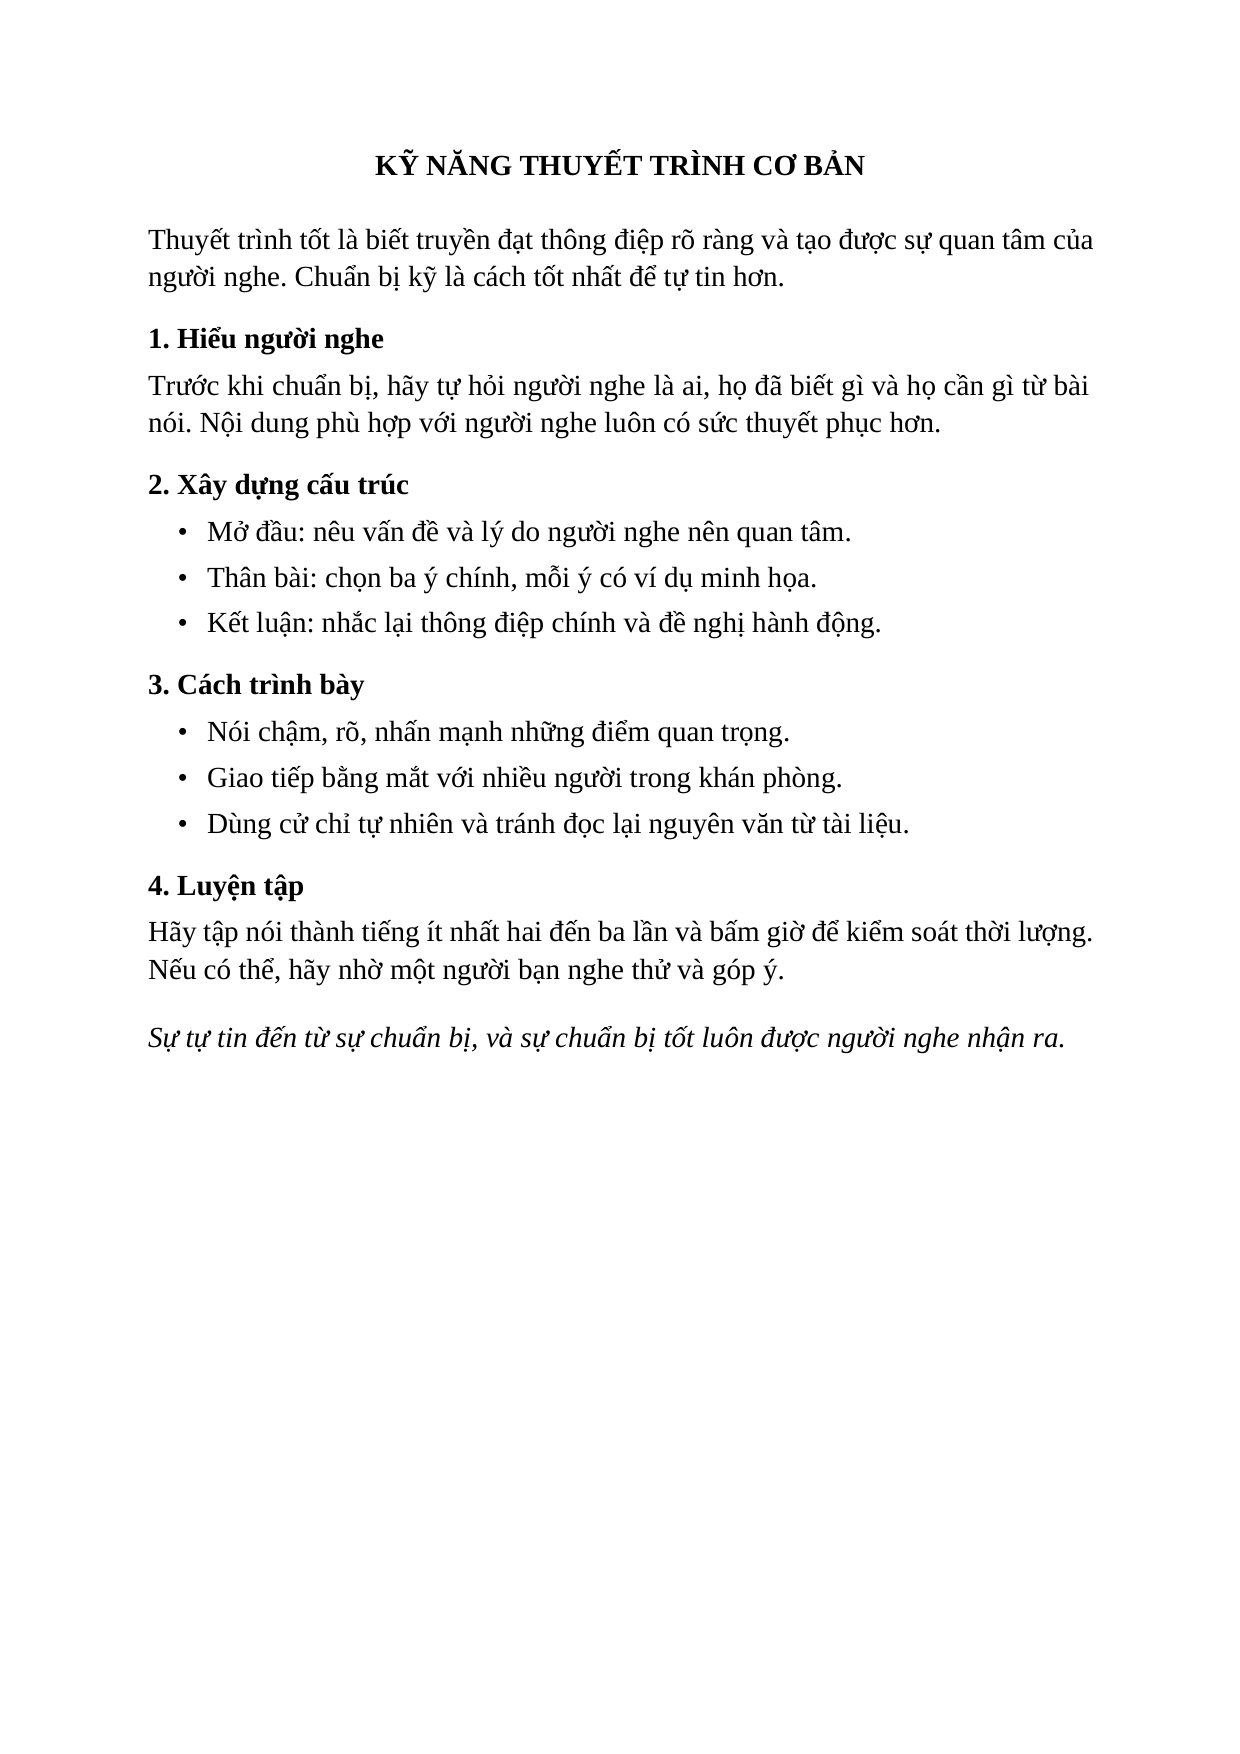 KỸ NĂNG THUYẾT TRÌNH CƠ BẢN
Thuyết trình tốt là biết truyền đạt thông điệp rõ ràng và tạo được sự quan tâm của
người nghe. Chuẩn bị kỹ là cách tốt nhất để tự tin hơn.
1. Hiểu người nghe
Trước khi chuẩn bị, hãy tự hỏi người nghe là ai, họ đã biết gì và họ cần gì từ bài
nói. Nội dung phù hợp với người nghe luôn có sức thuyết phục hơn.
2. Xây dựng cấu trúc
• Mở đầu: nêu vấn đề và lý do người nghe nên quan tâm.
• Thân bài: chọn ba ý chính, mỗi ý có ví dụ minh họa.
• Kết luận: nhắc lại thông điệp chính và đề nghị hành động.
3. Cách trình bày
• Nói chậm, rõ, nhấn mạnh những điểm quan trọng.
• Giao tiếp bằng mắt với nhiều người trong khán phòng.
• Dùng cử chỉ tự nhiên và tránh đọc lại nguyên văn từ tài liệu.
4. Luyện tập
Hãy tập nói thành tiếng ít nhất hai đến ba lần và bấm giờ để kiểm soát thời lượng.
Nếu có thể, hãy nhờ một người bạn nghe thử và góp ý.
Sự tự tin đến từ sự chuẩn bị, và sự chuẩn bị tốt luôn được người nghe nhận ra.